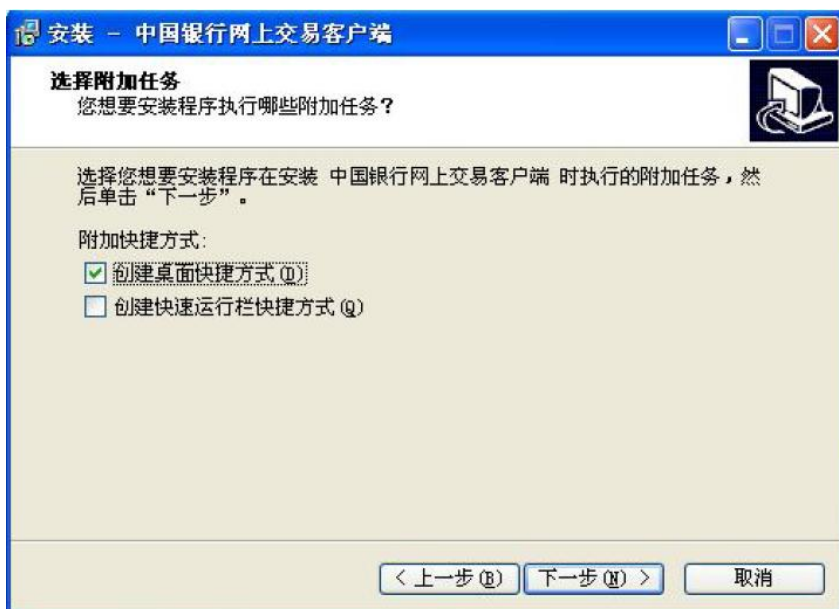 安装 - 中国银行网上交易客户端
选择附加任务
您想要安装程序执行哪些附加任务？
选择您想要安装程序在安装 中国银行网上交易客户端 时执行的附加任务，然
后单击“下一步”。
附加快捷方式:
创建桌面快捷方式(D)
创建快速运行栏快捷方式(Q)
< 上一步(B) 下一步(N) > 取消